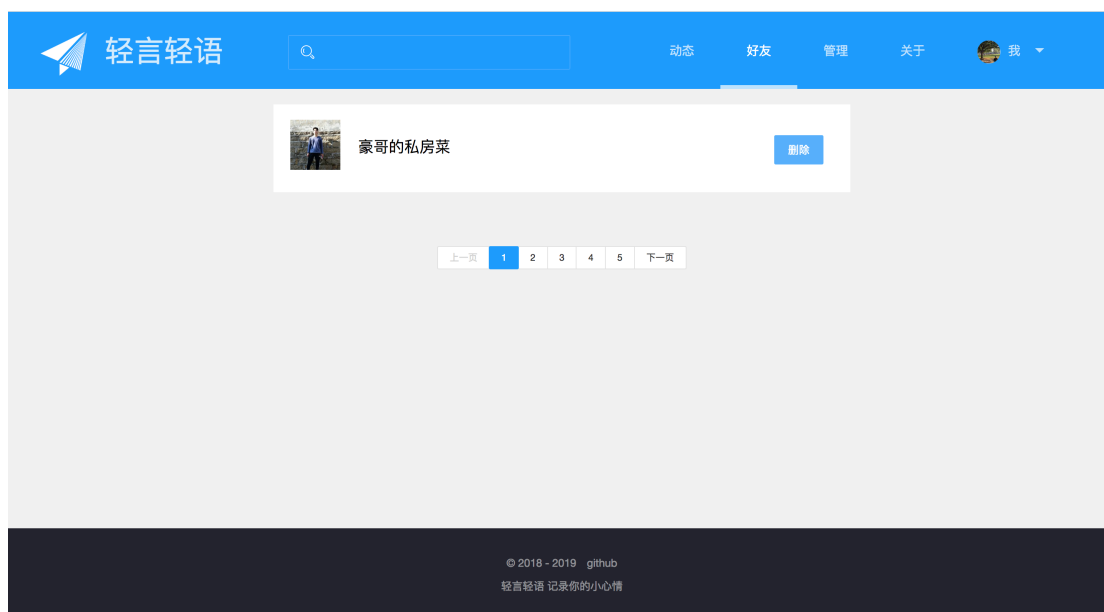 轻言轻语
动态 好友 管理 关于 我
豪哥的私房菜
删除
上一页 1 2 3 4 5 下一页
© 2018 - 2019 github
轻言轻语 记录你的小心情